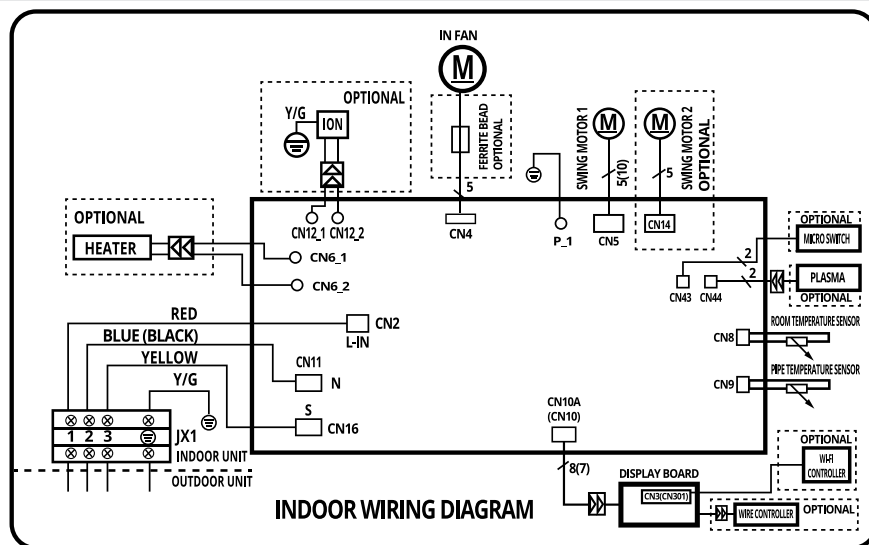 IN FAN
M
OPTIONAL
Y/G
ION
FERRITE BEAD
OPTIONAL
5
SWING MOTOR 1
M
5(10)
M
5
SWING MOTOR 2
OPTIONAL
CN12_1
CN12_2
CN4
P_1
CN5
CN14
OPTIONAL
HEATER
CN6_1
CN6_2
OPTIONAL
MICRO SWITCH
2
PLASMA
OPTIONAL
2
CN43
CN44
RED
CN2
L-IN
BLUE (BLACK)
YELLOW
CN11
N
Y/G
S
CN16
ROOM TEMPERATURE SENSOR
CN8
PIPE TEMPERATURE SENSOR
CN9
CN10A
(CN10)
8(7)
1 2 3
JX1
INDOOR UNIT
OUTDOOR UNIT
DISPLAY BOARD
CN3(CN301)
OPTIONAL
WI-FI
CONTROLLER
WIRE CONTROLLER
OPTIONAL
INDOOR WIRING DIAGRAM